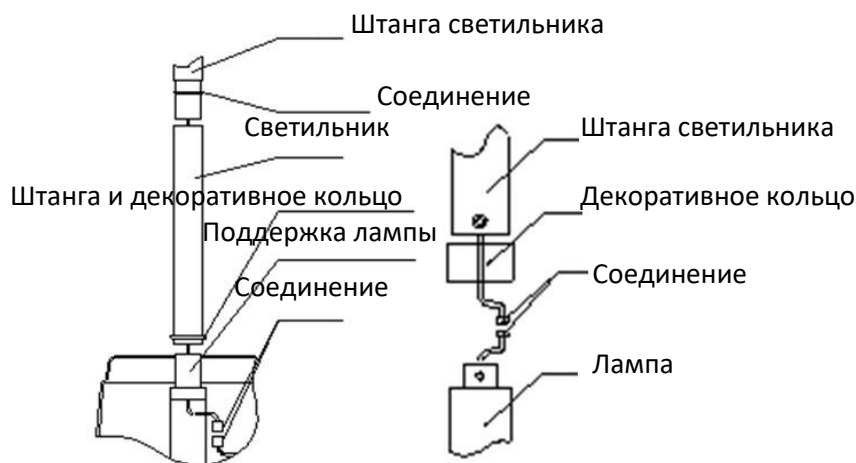 Штанга светильника
Соединение
Светильник
Штанга и декоративное кольцо
Поддержка лампы
Соединение
Штанга светильника
Декоративное кольцо
Соединение
Лампа